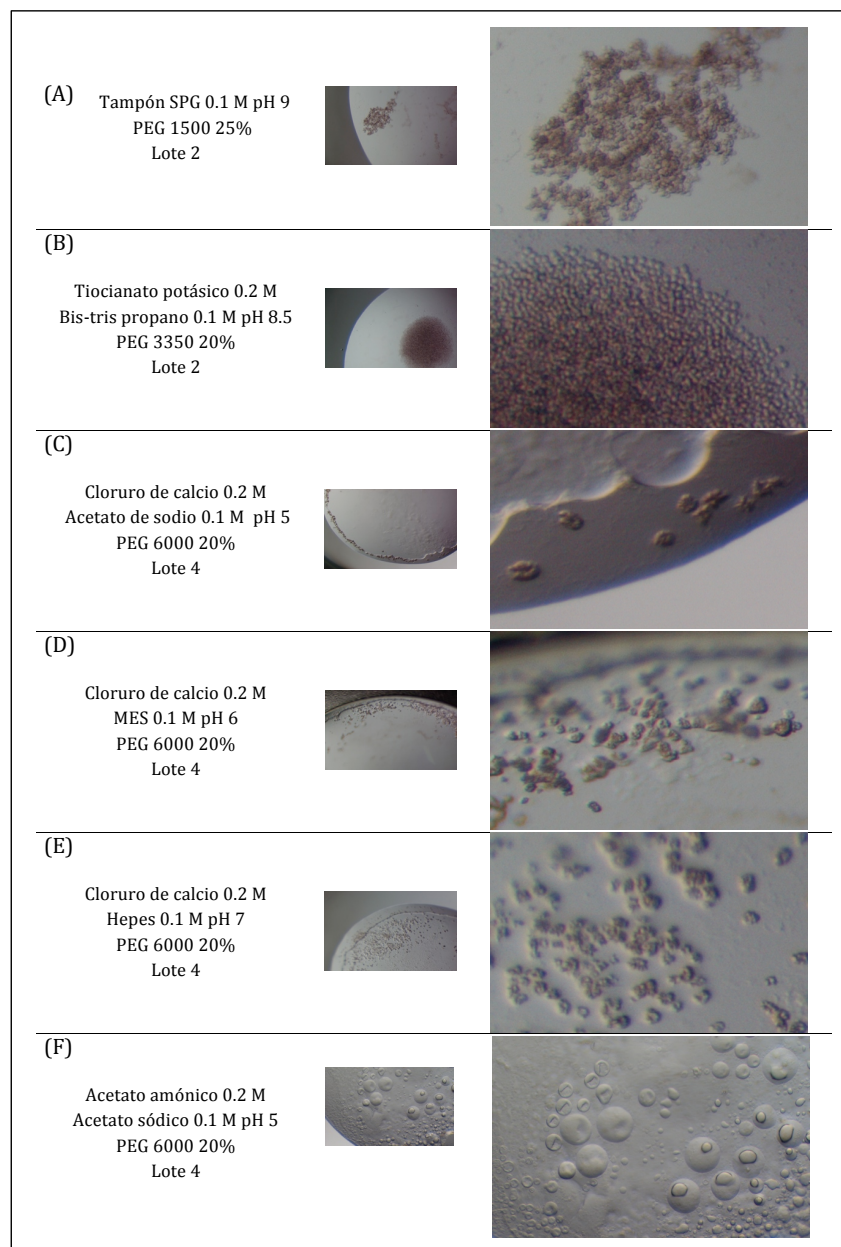 (A)
Tampón SPG 0.1 M pH 9
PEG 1500 25%
Lote 2
(B)
Tiocianato potásico 0.2 M
Bis-tris propano 0.1 M pH 8.5
PEG 3350 20%
Lote 2
(C)
Cloruro de calcio 0.2 M
Acetato de sodio 0.1 M pH 5
PEG 6000 20%
Lote 4
(D)
Cloruro de calcio 0.2 M
MES 0.1 M pH 6
PEG 6000 20%
Lote 4
(E)
Cloruro de calcio 0.2 M
Hepes 0.1 M pH 7
PEG 6000 20%
Lote 4
(F)
Acetato amónico 0.2 M
Acetato sódico 0.1 M pH 5
PEG 6000 20%
Lote 4